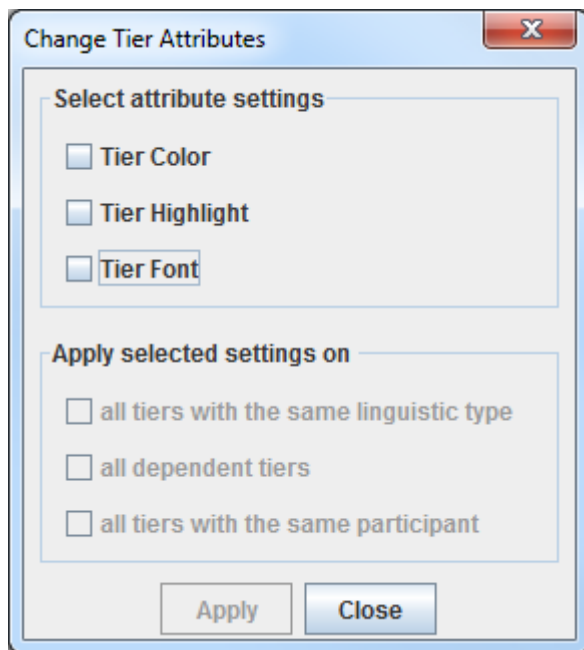 Change Tier Attributes
Select attribute settings
Tier Color
Tier Highlight
Tier Font
Apply selected settings on
all tiers with the same linguistic type
all dependent tiers
all tiers with the same participant
Apply Close